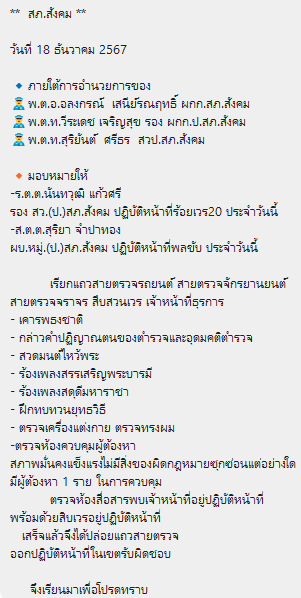 ** สภ.สังคม **
วันที่ 18 ธันวาคม 2567
🔹ภายใต้การอำนวยการของ
👮พ.ต.อ.อลงกรณ์ เสนีย์รณฤทธิ์ ผกก.สภ.สังคม
👮พ.ต.ท.วีระเดช เจริญสุข รอง ผกก.ป.สภ.สังคม
👮พ.ต.ท.สุริยันต์ ศรีธร สวป.สภ.สังคม
🔸มอบหมายให้
-ร.ต.ต.นันทวุฒิ แก้วศรี
รอง สว.(ป.)สภ.สังคม ปฏิบัติหน้าที่ร้อยเวร20 ประจำวันนี้
-ส.ต.ต.สุริยา จำปาทอง
ผบ.หมู่.(ป.)สภ.สังคม ปฏิบัติหน้าที่พลขับ ประจำวันนี้
เรียกแถวสายตรวจรถยนต์ สายตรวจจักรยานยนต์
สายตรวจจราจร สืบสวนเวร เจ้าหน้าที่ธุรการ
- เคารพธงชาติ
- กล่าวคำปฏิญาณตนของตำรวจและอุดมคติตำรวจ
- สวดมนต์ไหว้พระ
- ร้องเพลงสรรเสริญพระบารมี
- ร้องเพลงสดุดีมหาราชา
- ฝึกทบทวนยุทธวิธี
- ตรวจเครื่องแต่งกาย ตรวจทรงผม
-ตรวจห้องควบคุมผู้ต้องหา
สภาพมั่นคงแข็งแรงไม่มีสิ่งของผิดกฎหมายซุกซ่อนแต่อย่างใด
มีผู้ต้องหา 1 ราย ในการควบคุม
ตรวจห้องสื่อสารพบเจ้าหน้าที่อยู่ปฏิบัติหน้าที่
พร้อมด้วยสิบเวรอยู่ปฏิบัติหน้าที่
เสร็จแล้วจึงได้ปล่อยแถวสายตรวจ
ออกปฏิบัติหน้าที่ในเขตรับผิดชอบ
จึงเรียนมาเพื่อโปรดทราบ